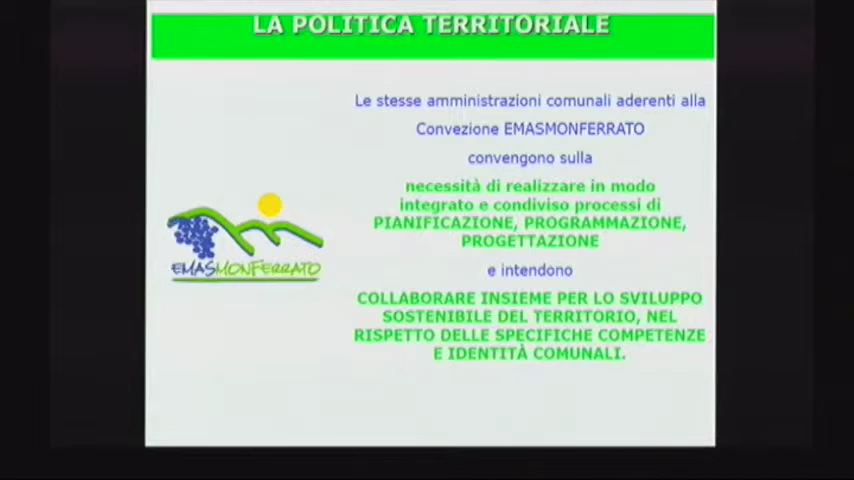 LA POLITICA TERRITORIALE
Le stesse amministrazioni comunali aderenti alla
Convezione EMASMONFERRATO
convengono sulla
necessità di realizzare in modo
integrato e condiviso processi di
PIANIFICAZIONE, PROGRAMMAZIONE,
PROGETTAZIONE
e intendono
COLLABORARE INSIEME PER LO SVILUPPO
SOSTENIBILE DEL TERRITORIO, NEL
RISPETTO DELLE SPECIFICHE COMPETENZE
E IDENTITÀ COMUNALI.
EMASMONFERRATO